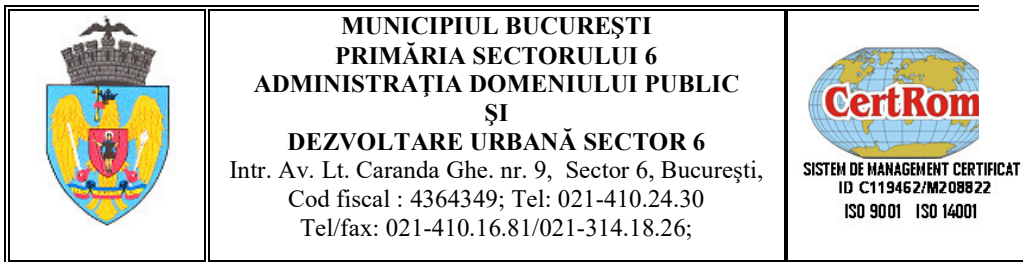 MUNICIPIUL BUCUREŞTI
PRIMĂRIA SECTORULUI 6
ADMINISTRAŢIA DOMENIULUI PUBLIC
ŞI
DEZVOLTARE URBANĂ SECTOR 6
Intr. Av. Lt. Caranda Ghe. nr. 9, Sector 6, Bucureşti,
Cod fiscal : 4364349; Tel: 021-410.24.30
Tel/fax: 021-410.16.81/021-314.18.26;
CertRom
SISTEM DE MANAGEMENT CERTIFICAT
ID C119462/M208822
ISO 9001 ISO 14001